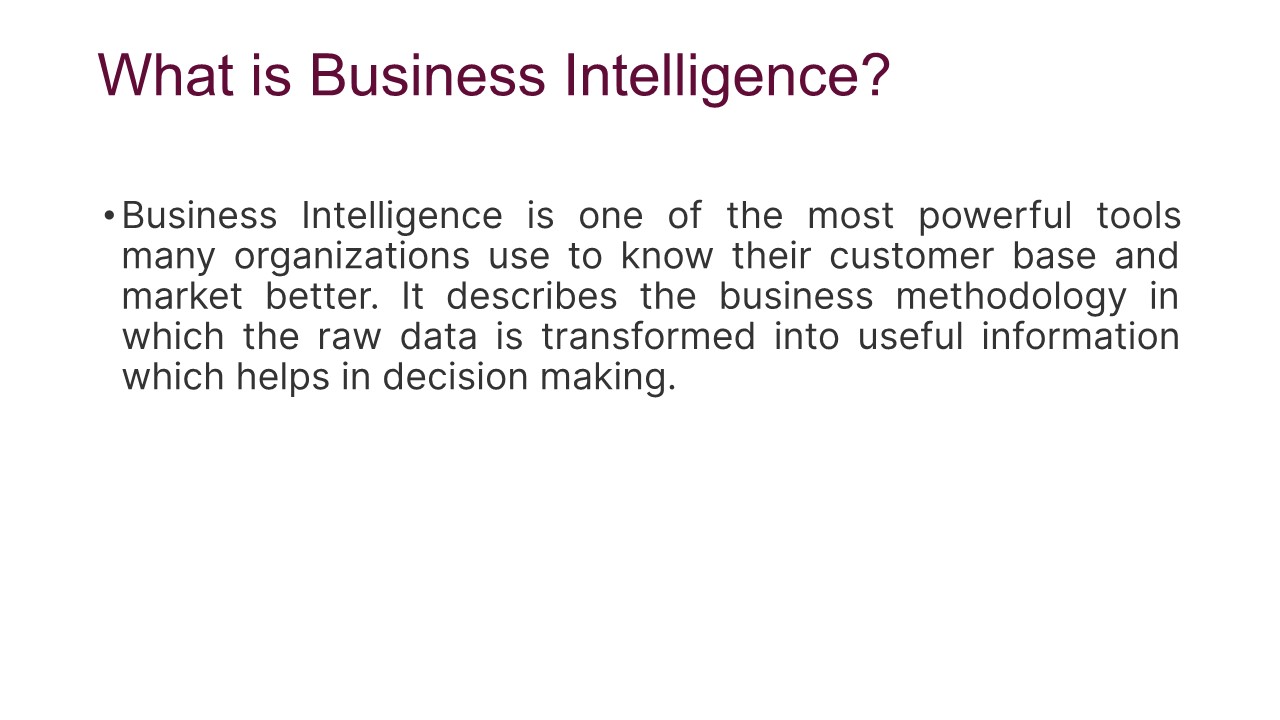 What is Business Intelligence?
•Business Intelligence is one of the most powerful tools
many organizations use to know their customer base and
market better. It describes the business methodology in
which the raw data is transformed into useful information
which helps in decision making.